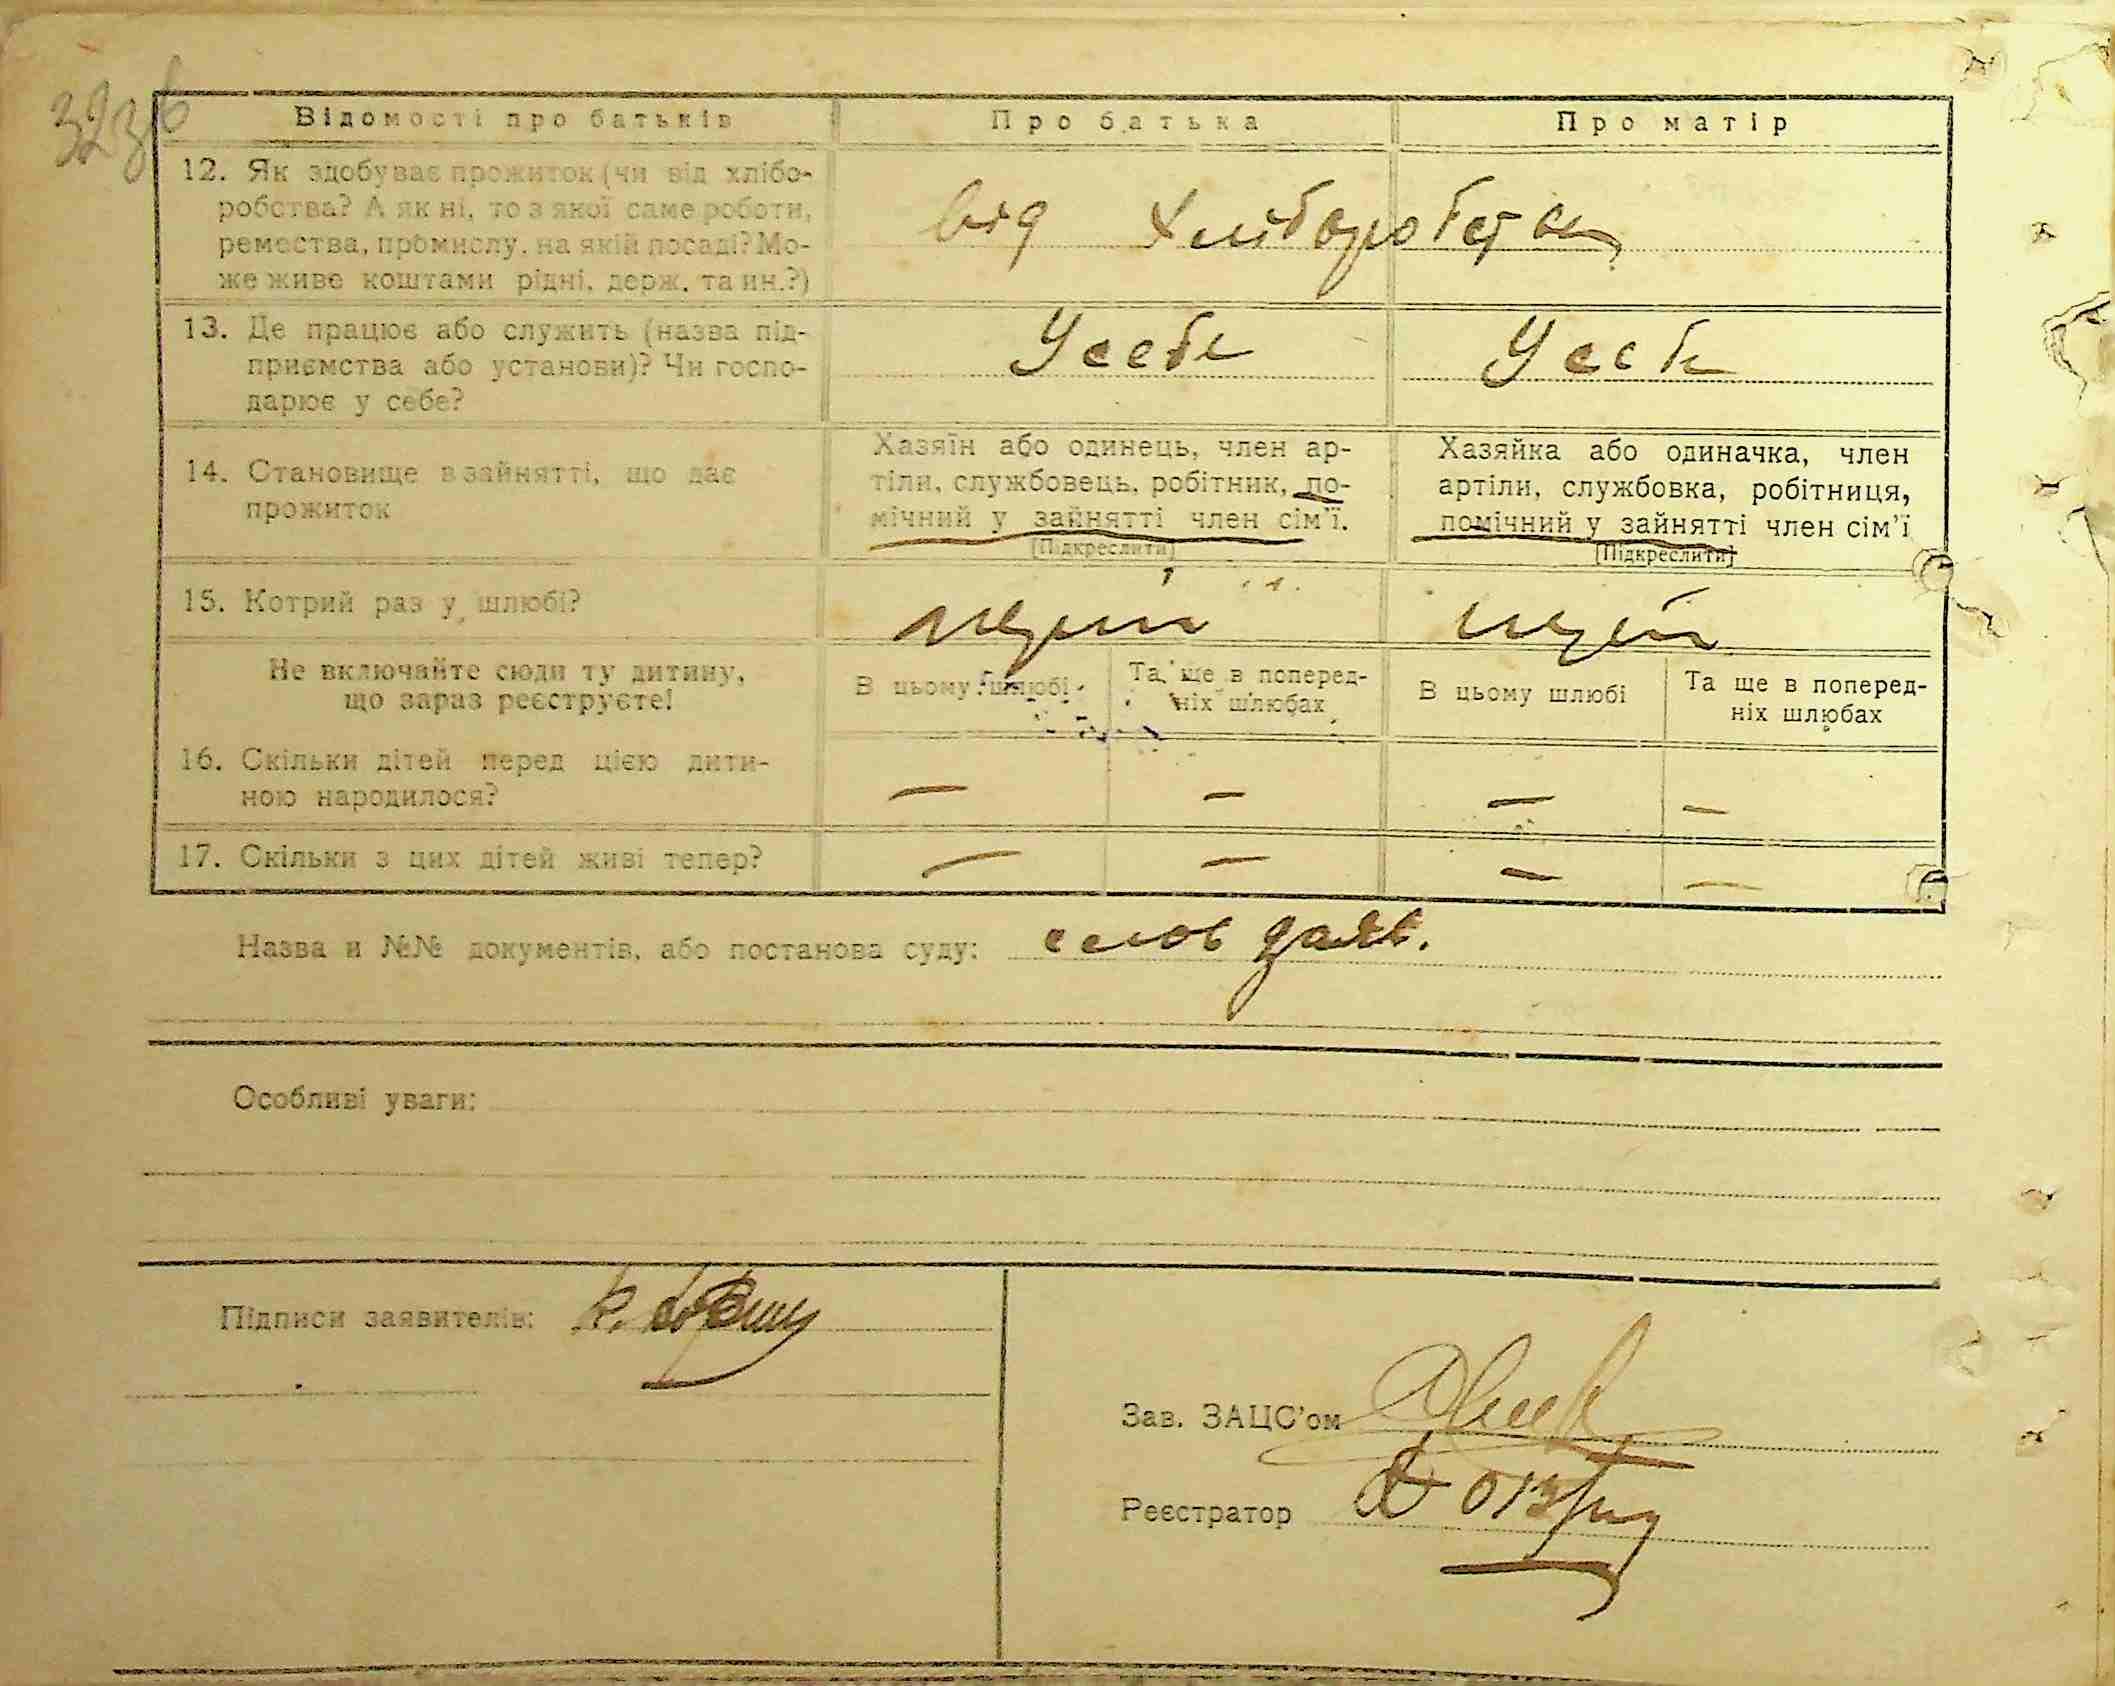 323б
Відомості про батьків
Про батька
Про матір
12. Як здобуває прожиток (чи від хлібо-
робства? А як ні, то з якої саме роботи,
ремества, промислу, на якій посаді? Мо-
же живе коштами рідні, держ. та ин.?)
від хліборобства
13. Де працює або служить (назва під-
приємства або установи)? Чи госпо-
дарює у себе?
У себе
У себе
14. Становище в зайнятті, що дає
прожиток
Хазяїн або одинець, член ар-
тіли, службовець, робітник, по-
мічний у зайнятті член сім'ї.
[Підкреслити]
Хазяйка або одиначка, член
артіли, службовка, робітниця,
помічний у зайнятті член сім'ї
[Підкреслити]
15. Котрий раз у шлюбі?
Не включайте сюди ту дитину,
що зараз реєструєте!
В цьому шлюбі
Та ще в поперед-
ніх шлюбах
В цьому шлюбі
Та ще в поперед-
ніх шлюбах
16. Скільки дітей перед цією дити-
ною народилося?
— — — —
17. Скільки з цих дітей живі тепер?
— — — —
Назва и №№ документів, або постанова суду:
Особливі уваги:
Підписи заявителів:
Зав. ЗАЦС'ом
Реєстратор